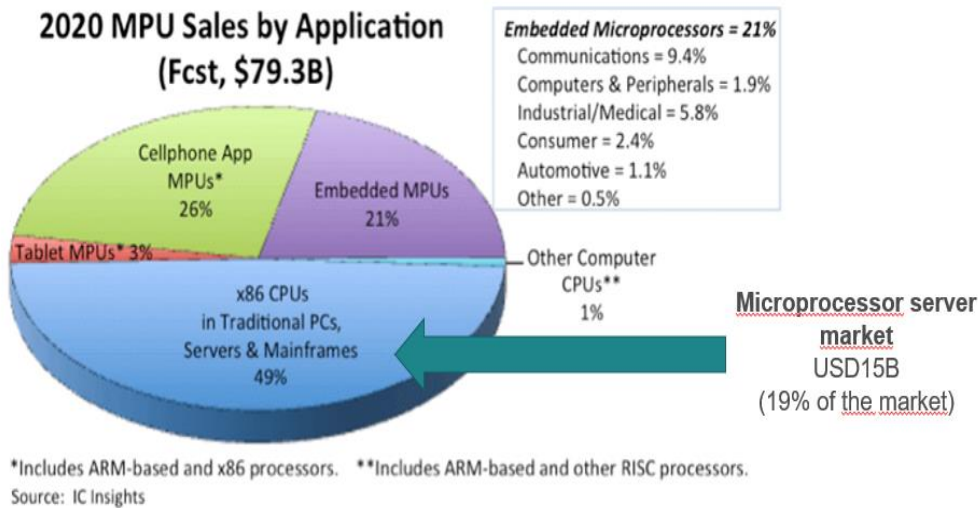 2020 MPU Sales by Application
(Fcst, $79.3B)
Embedded Microprocessors = 21%
Communications = 9.4%
Computers & Peripherals = 1.9%
Industrial/Medical = 5.8%
Consumer = 2.4%
Automotive = 1.1%
Other = 0.5%
Cellphone App
MPUs*
26%
Embedded MPUs
21%
Tablet MPUs* 3%
Other Computer
CPUs**
1%
x86 CPUs
in Traditional PCs,
Servers & Mainframes
49%
Microprocessor server
market
USD15B
(19% of the market)
*Includes ARM-based and x86 processors. **Includes ARM-based and other RISC processors.
Source: IC Insights